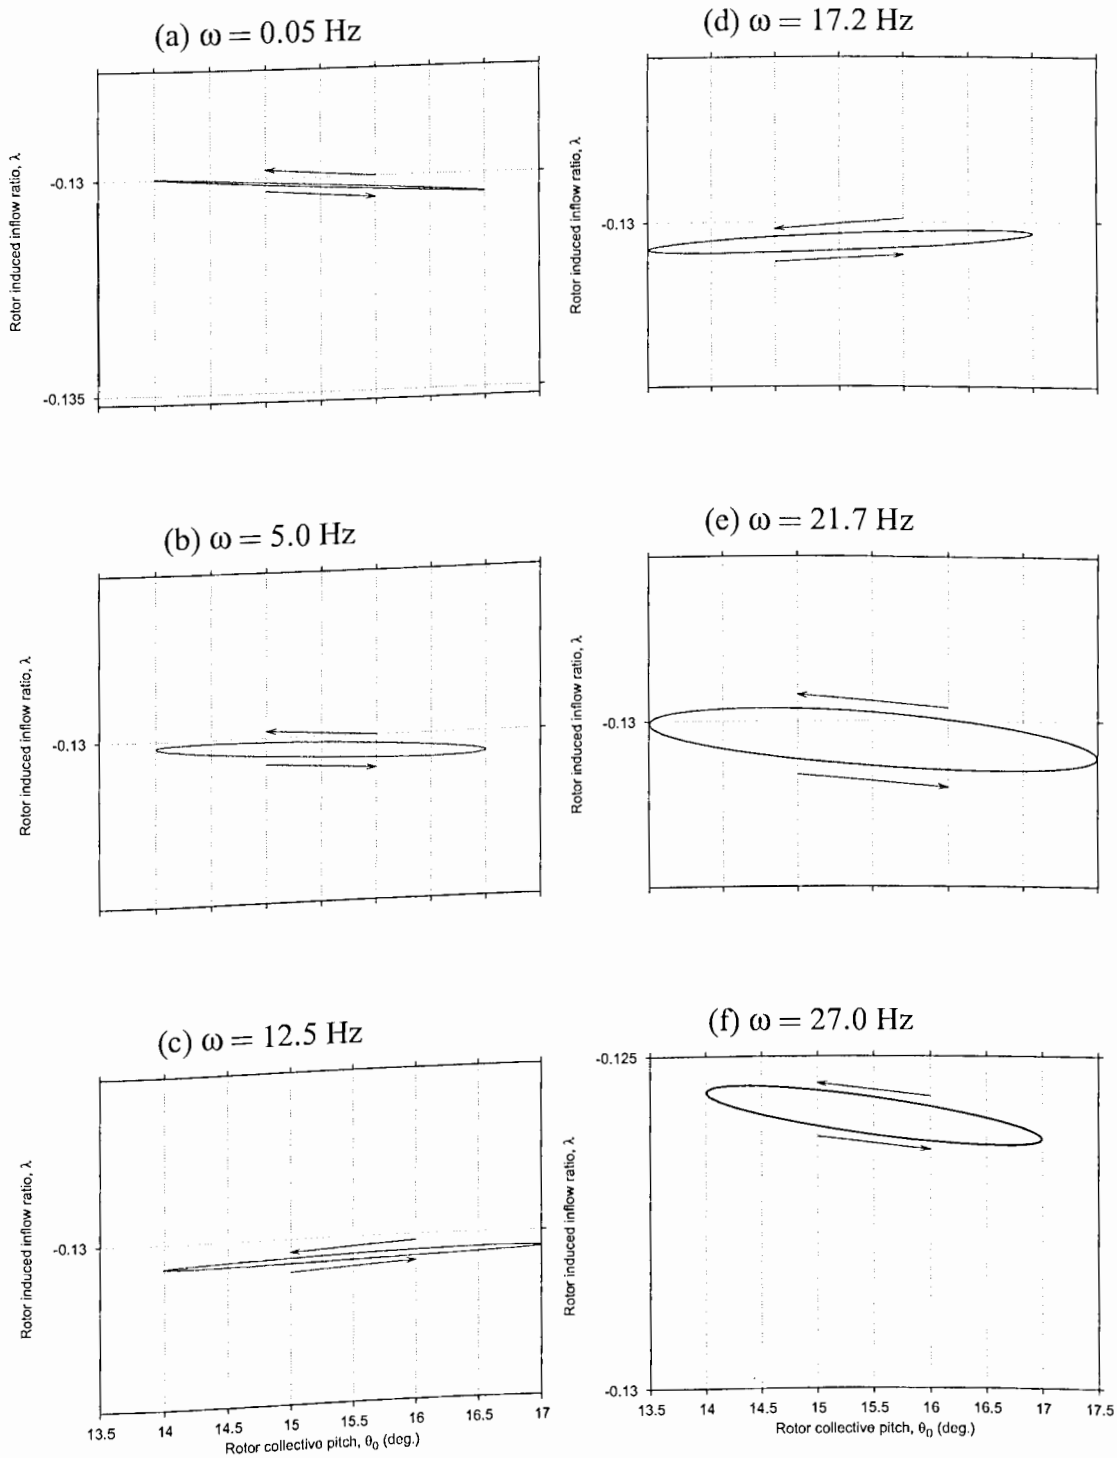 (a) ω = 0.05 Hz
Rotor induced inflow ratio, λ
-0.13
-0.135
(b) ω = 5.0 Hz
Rotor induced inflow ratio, λ
-0.13
(c) ω = 12.5 Hz
Rotor induced inflow ratio, λ
-0.13
13.5 14 14.5 15 15.5 16 16.5 17
Rotor collective pitch, θ0 (deg.)
(d) ω = 17.2 Hz
Rotor induced inflow ratio, λ
-0.13
(e) ω = 21.7 Hz
Rotor induced inflow ratio, λ
-0.13
(f) ω = 27.0 Hz
-0.125
Rotor induced inflow ratio, λ
-0.13
13.5 14 14.5 15 15.5 16 16.5 17 17.5
Rotor collective pitch, θ0 (deg.)